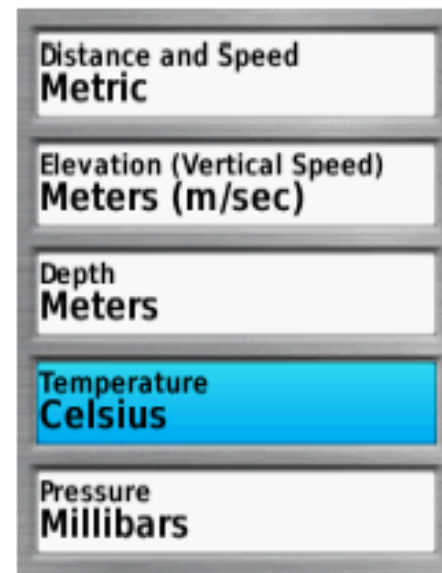 Distance and Speed
Metric
Elevation (Vertical Speed)
Meters (m/sec)
Depth
Meters
Temperature
Celsius
Pressure
Millibars